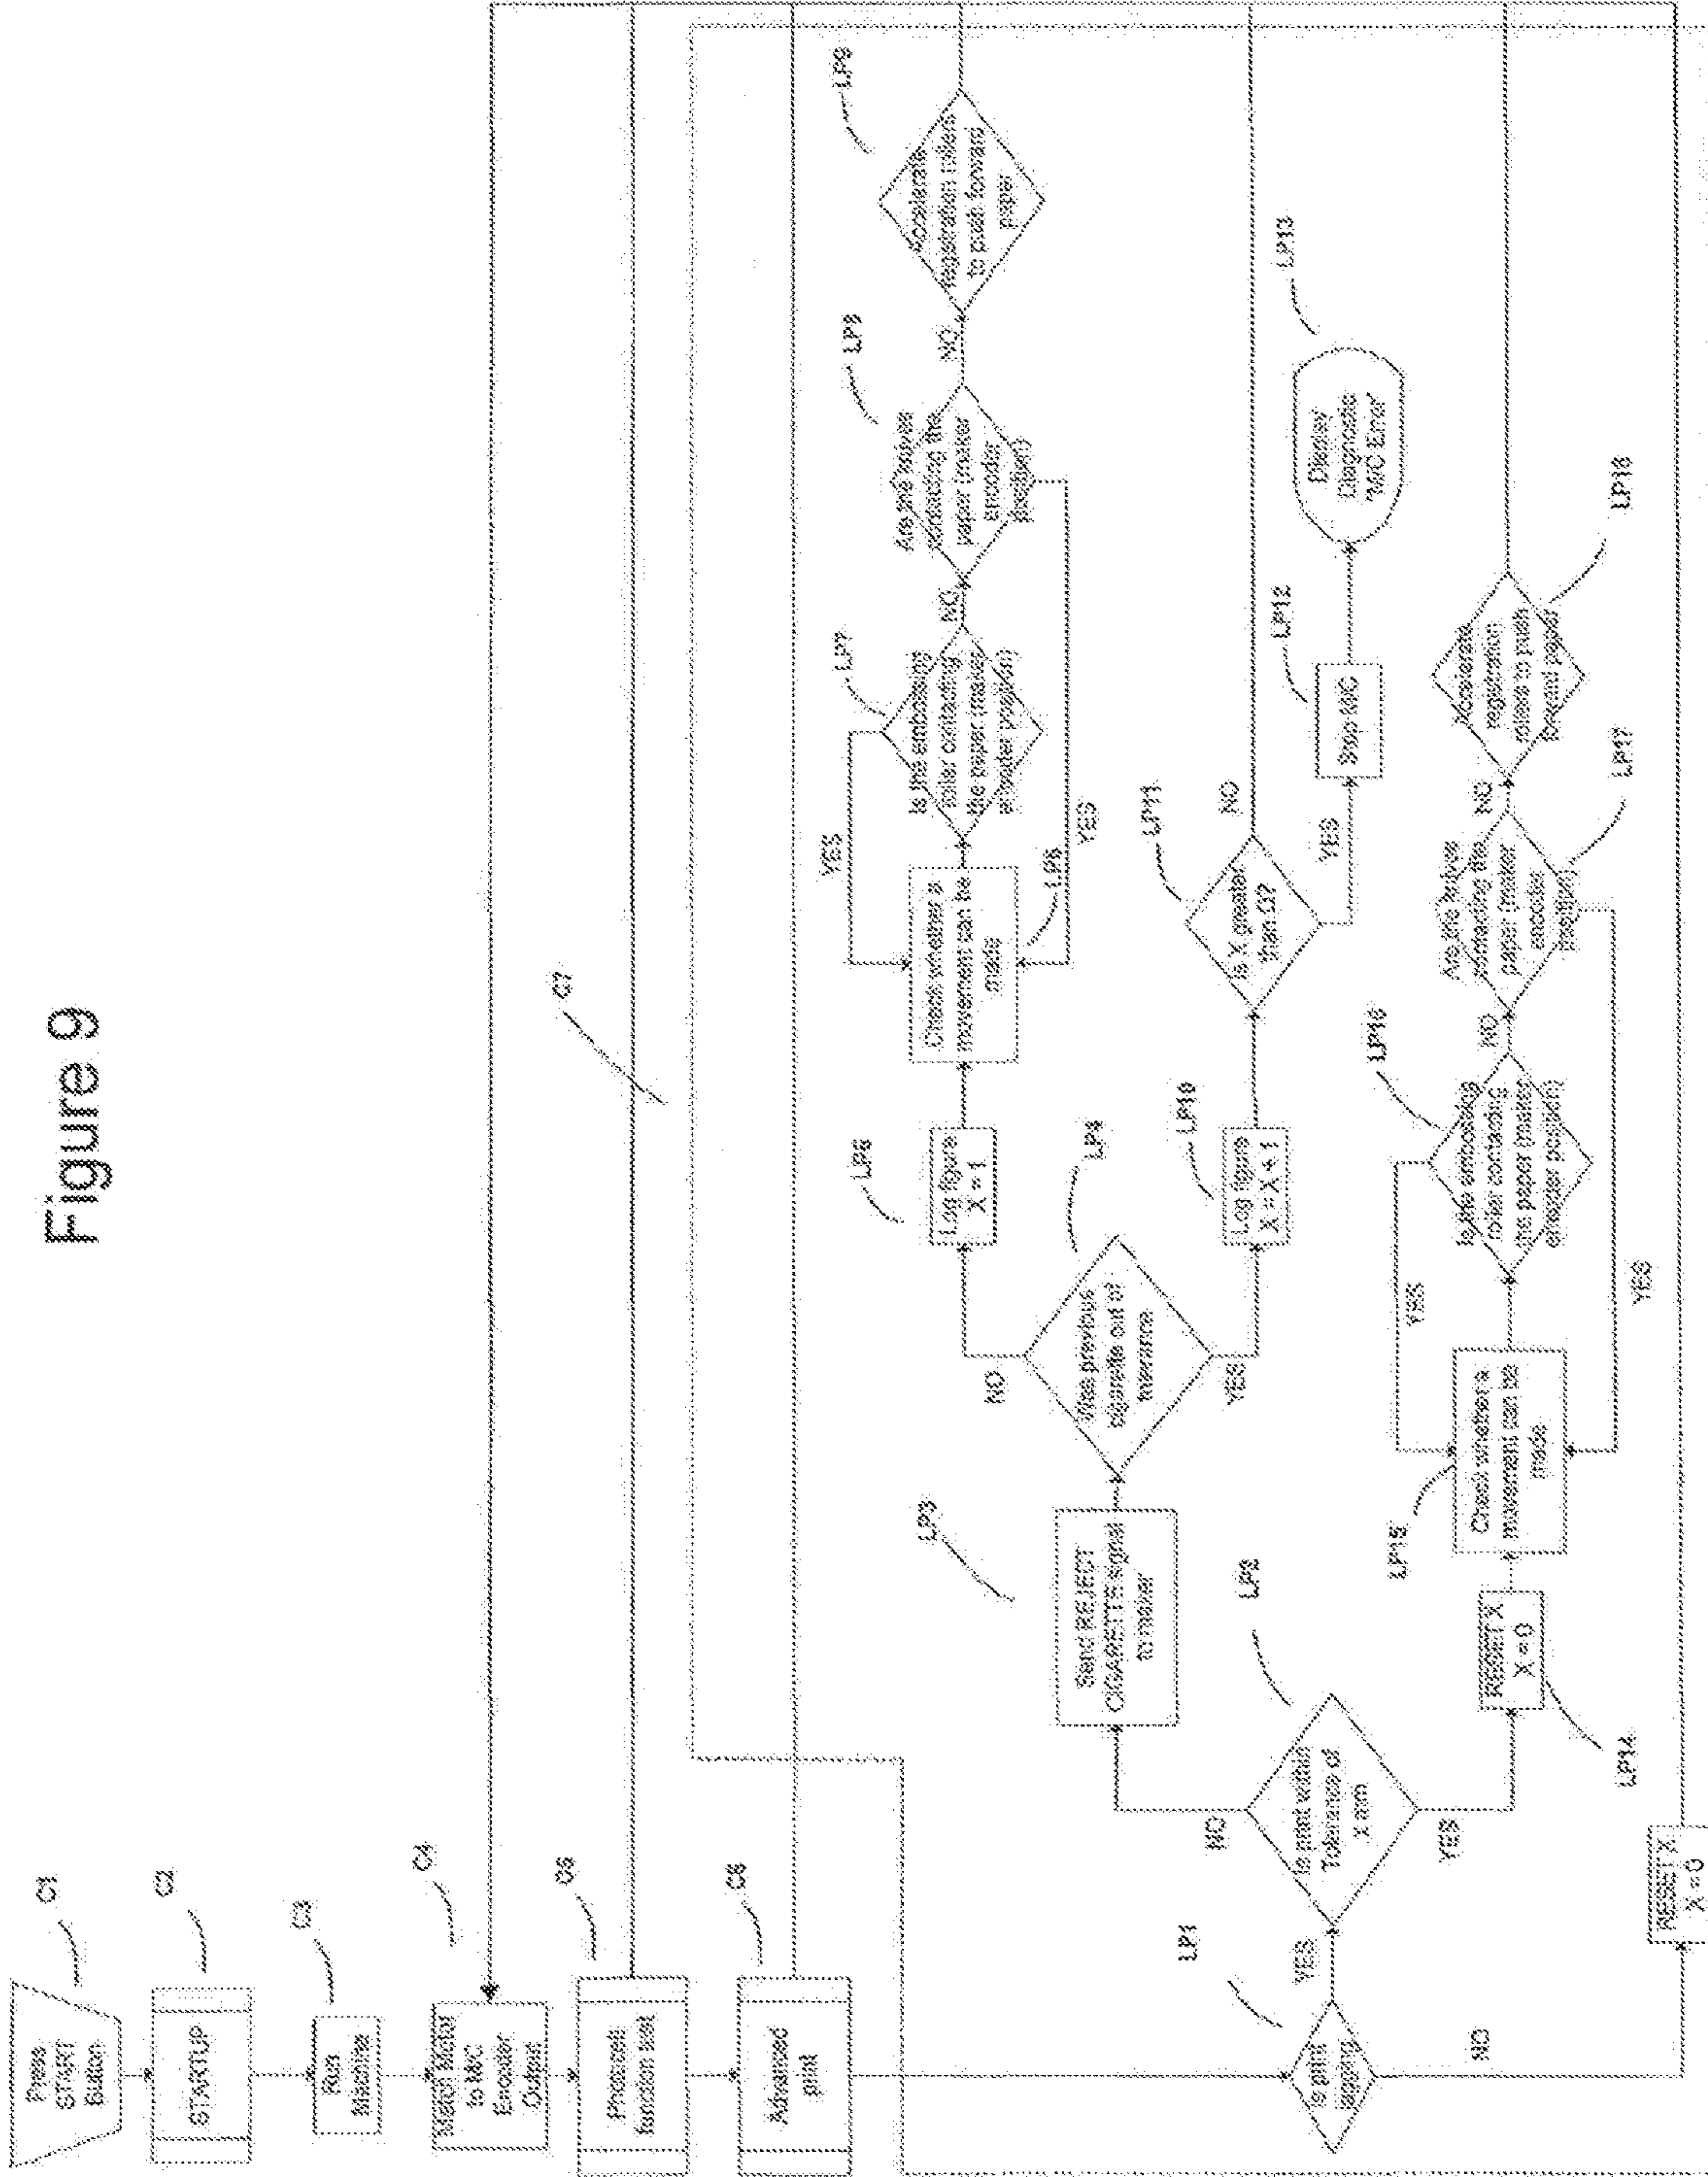 Figure 9
Press
START
Button
C1
STARTUP
C2
Run
Machine
C3
Match Motor
to M/C
Encoder
Output
C4
Photocell
function test
C5
Advanced
print
C6
C7
Is print
lagging
LP1
YES
NO
RESET X
X = 0
Is print within
Tolerance of
x mm
LP2
NO
YES
Send REJECT
CIGARETTE signal
to maker
LP3
Was previous
cigarette out of
tolerance
LP4
NO
YES
Log figure
X = 1
Check whether a
movement can be
made
YES
Is the embossing
roller contacting
the paper (maker
encoder position)
LP7
NO
YES
Are the knives
contacting the
paper (maker
encoder
position)
NO
Accelerate
registration rollers
to push forward
paper
LP9
Log figure
X = X + 1
LP10
Is X greater
than Ω?
LP11
NO
YES
Stop M/C
LP12
Display
Diagnostic
"M/C Error"
LP13
RESET X
X = 0
LP14
Check whether a
movement can be
made
LP15
YES
Is the embossing
roller contacting
the paper (maker
encoder position)
LP16
NO
YES
Are the knives
contacting the
paper (maker
encoder
position)
LP17
NO
Accelerate
registration
rollers to push
forward paper